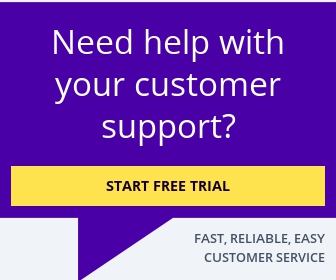 Need help with
your customer
support?
START FREE TRIAL
FAST, RELIABLE, EASY
CUSTOMER SERVICE